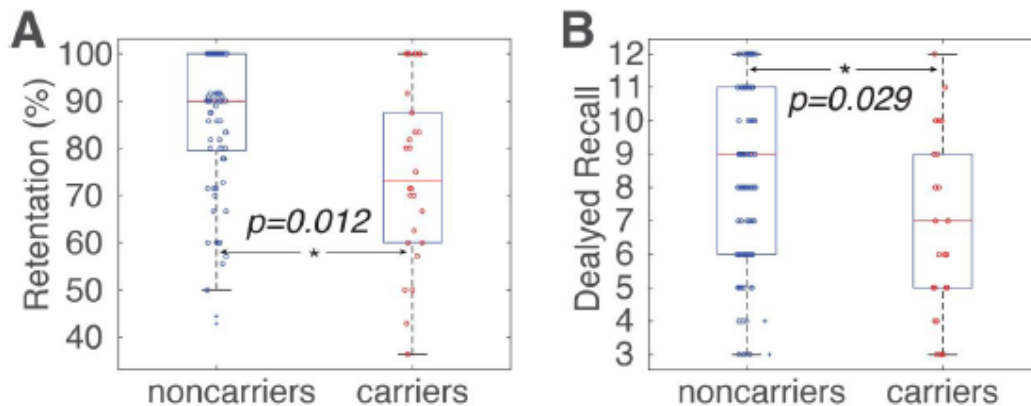 A
Retentation (%)
100
90
80
70
60
50
40
p=0.012
*
noncarriers
carriers
B
Dealyed Recall
12
11
10
9
8
7
6
5
4
3
*
p=0.029
noncarriers
carriers